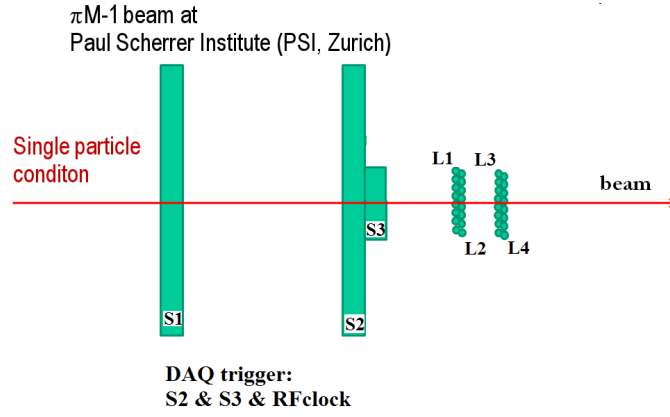 πM-1 beam at
Paul Scherrer Institute (PSI, Zurich)
Single particle
conditon
L1 L3
beam
S3
L2 L4
S1
S2
DAQ trigger:
S2 & S3 & RFclock